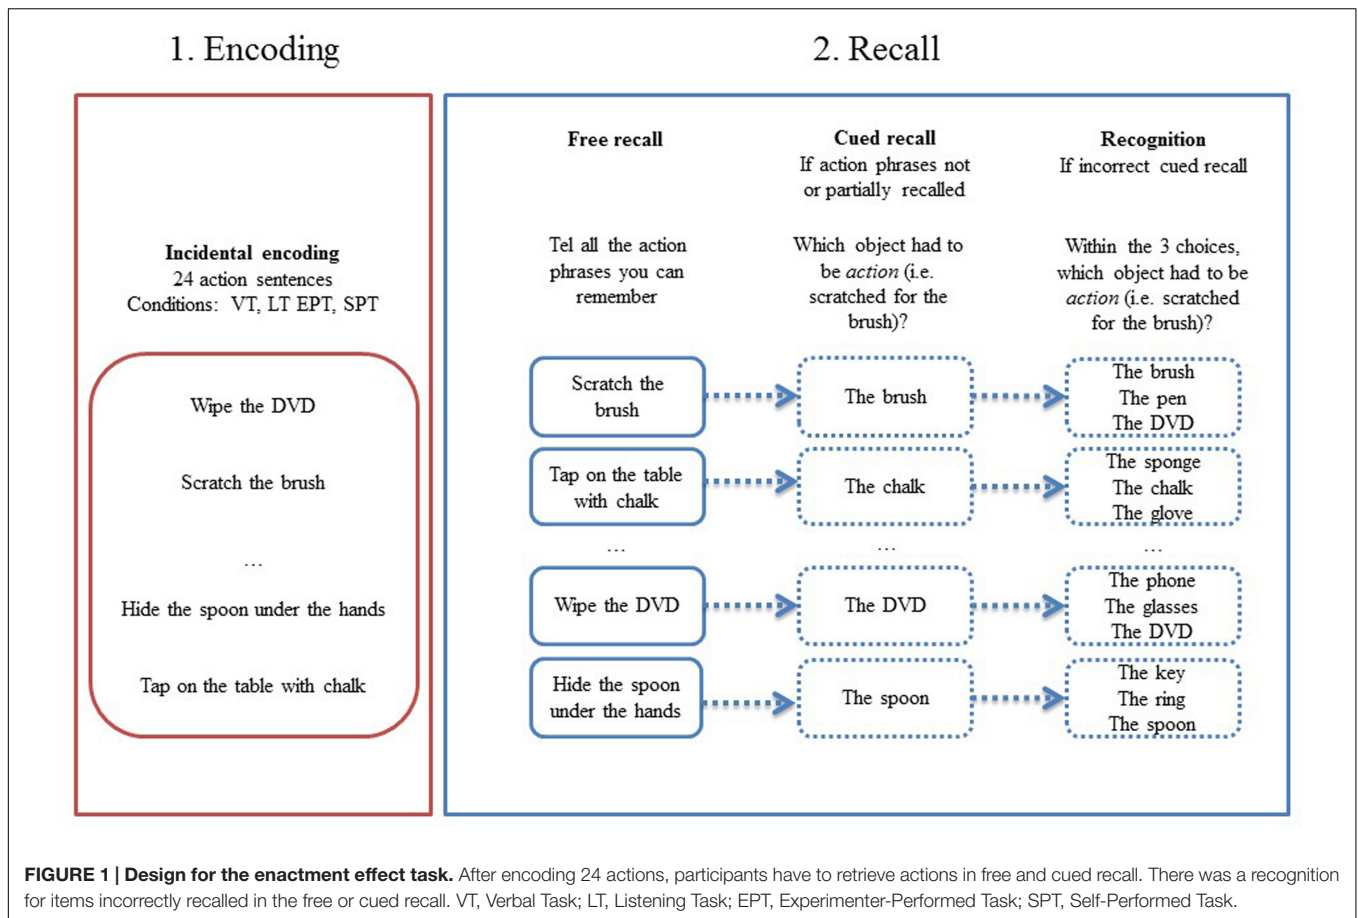 1. Encoding
2. Recall
Incidental encoding
24 action sentences
Conditions: VT, LT EPT, SPT
Wipe the DVD
Scratch the brush
...
Hide the spoon under the hands
Tap on the table with chalk
Free recall
Tel all the action
phrases you can
remember
Cued recall
If action phrases not
or partially recalled
Which object had to
be action (i.e.
scratched for the
brush)?
Recognition
If incorrect cued recall
Within the 3 choices,
which object had to be
action (i.e. scratched
for the brush)?
Scratch the
brush
The brush
The brush
The pen
The DVD
Tap on the table
with chalk
The chalk
The sponge
The chalk
The glove
...
...
...
Wipe the DVD
The DVD
The phone
The glasses
The DVD
Hide the spoon
under the hands
The spoon
The key
The ring
The spoon
FIGURE 1 | Design for the enactment effect task. After encoding 24 actions, participants have to retrieve actions in free and cued recall. There was a recognition
for items incorrectly recalled in the free or cued recall. VT, Verbal Task; LT, Listening Task; EPT, Experimenter-Performed Task; SPT, Self-Performed Task.